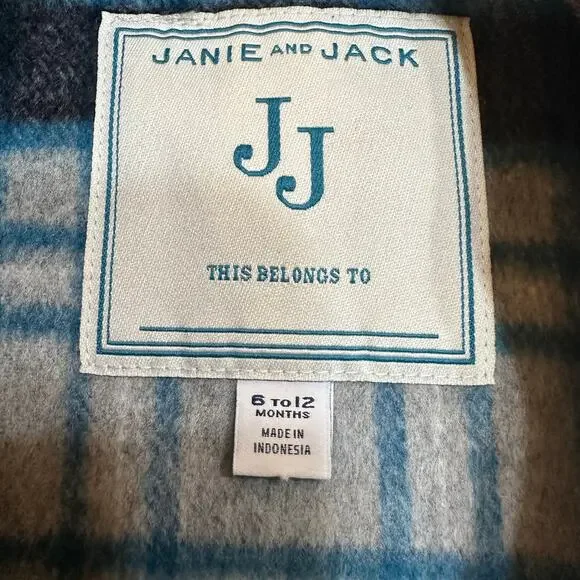 JANIE AND JACK
JJ
THIS BELONGS TO
6 TO 12
MONTHS
MADE IN
INDONESIA